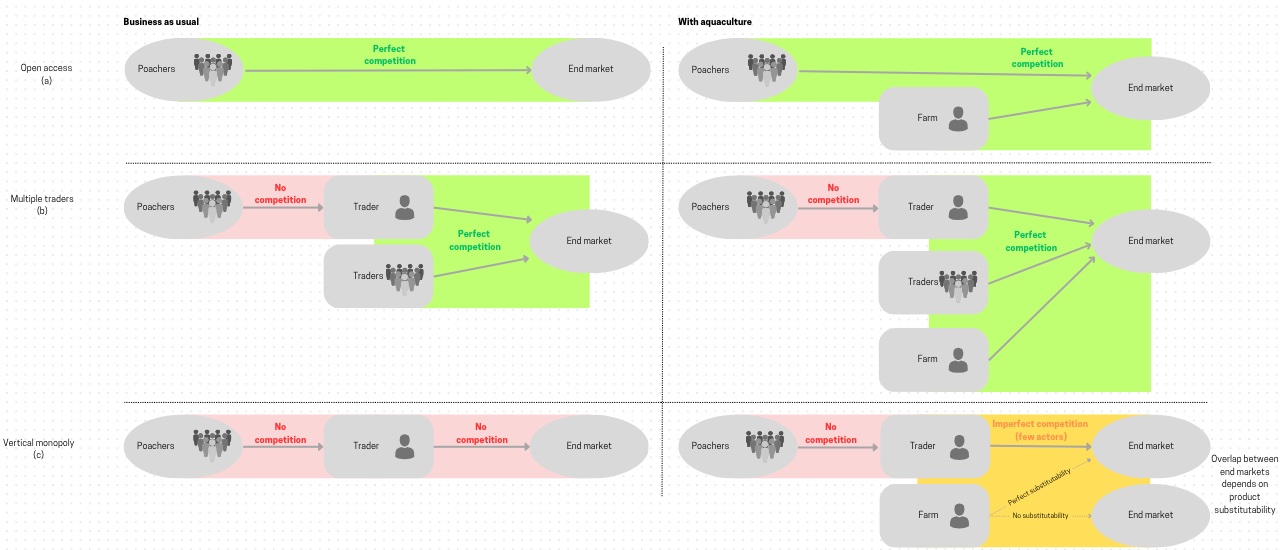 Business as usual
With aquaculture
Open access
(a)
Poachers
Perfect
competition
End market
Poachers
Perfect
competition
Farm
End market
Multiple traders
(b)
Poachers
No
competition
Trader
Traders
Perfect
competition
End market
Poachers
No
competition
Trader
Traders
Farm
Perfect
competition
End market
Vertical monopoly
(c)
Poachers
No
competition
Trader
No
competition
End market
Poachers
No
competition
Trader
Imperfect competition
(few actors)
End market
Farm
Perfect substitutability
No substitutability
End market
Overlap between
end markets
depends on
product
substitutability